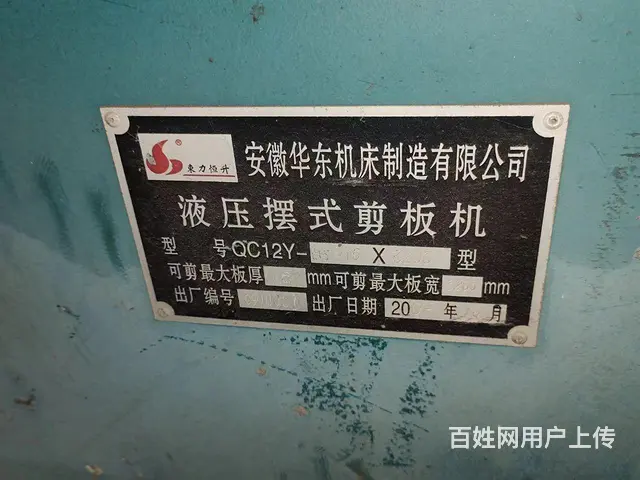 東力恒升
®
安徽华东机床制造有限公司
液压摆式剪板机
型 号QC12Y- X 型
可剪最大板厚 mm可剪最大板宽 mm
出厂编号 出厂日期 20 年 月
百姓网用户上传